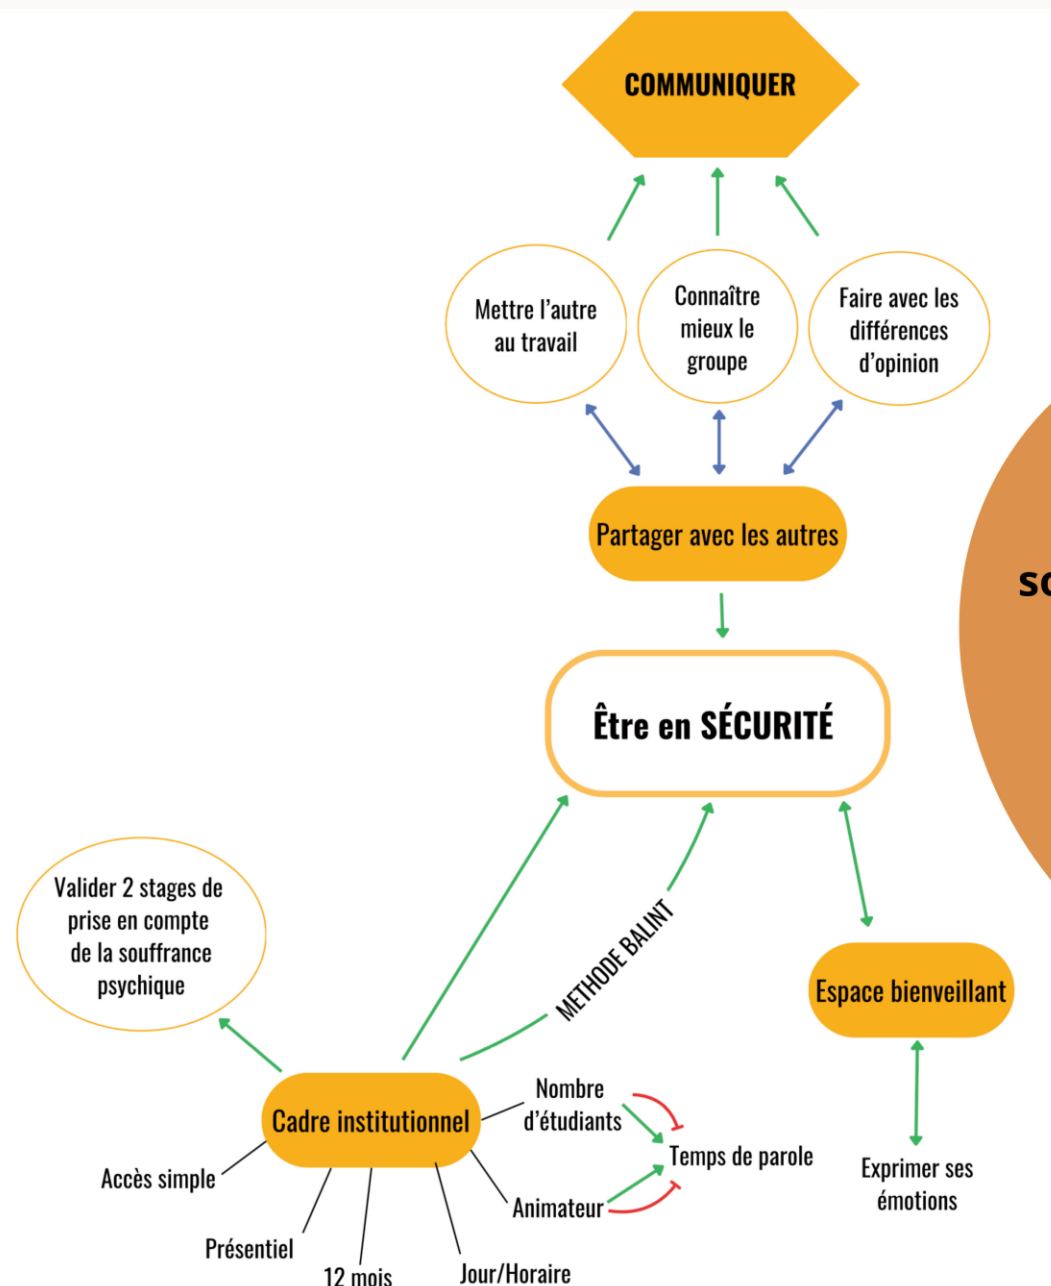 COMMUNIQUER
Mettre l'autre
au travail
Connaître
mieux le
groupe
Faire avec les
différences
d'opinion
Partager avec les autres
Être en SÉCURITÉ
Valider 2 stages de
prise en compte
de la souffrance
psychique
METHODE BALINT
Espace bienveillant
Cadre institutionnel
Nombre
d'étudiants
Temps de parole
Accès simple
Animateur
Exprimer ses
émotions
Présentiel
12 mois
Jour/Horaire